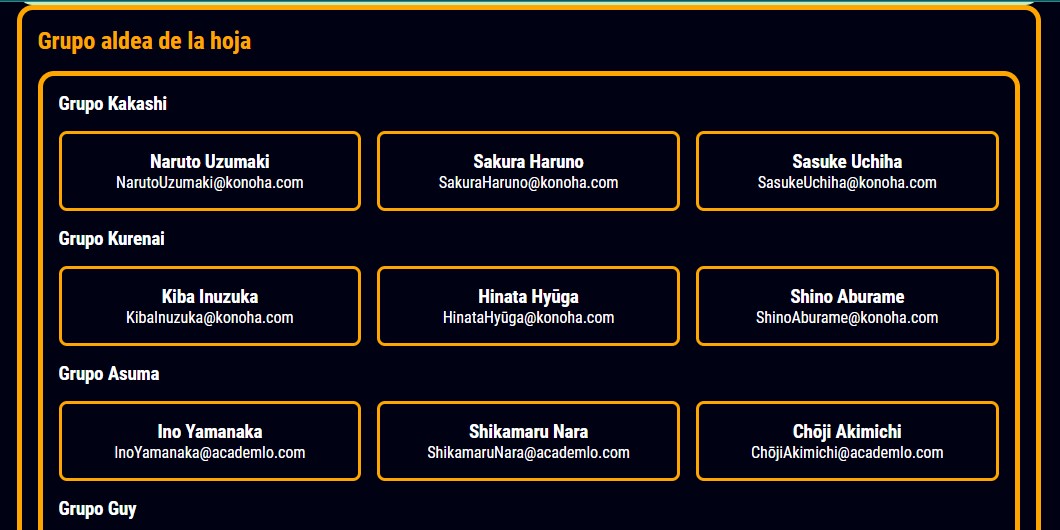 Grupo aldea de la hoja
Grupo Kakashi
Naruto Uzumaki
NarutoUzumaki@konoha.com
Sakura Haruno
SakuraHaruno@konoha.com
Sasuke Uchiha
SasukeUchiha@konoha.com
Grupo Kurenai
Kiba Inuzuka
KibaInuzuka@konoha.com
Hinata Hyūga
HinataHyūga@konoha.com
Shino Aburame
ShinoAburame@konoha.com
Grupo Asuma
Ino Yamanaka
InoYamanaka@academlo.com
Shikamaru Nara
ShikamaruNara@academlo.com
Chōji Akimichi
ChōjiAkimichi@academlo.com
Grupo Guy